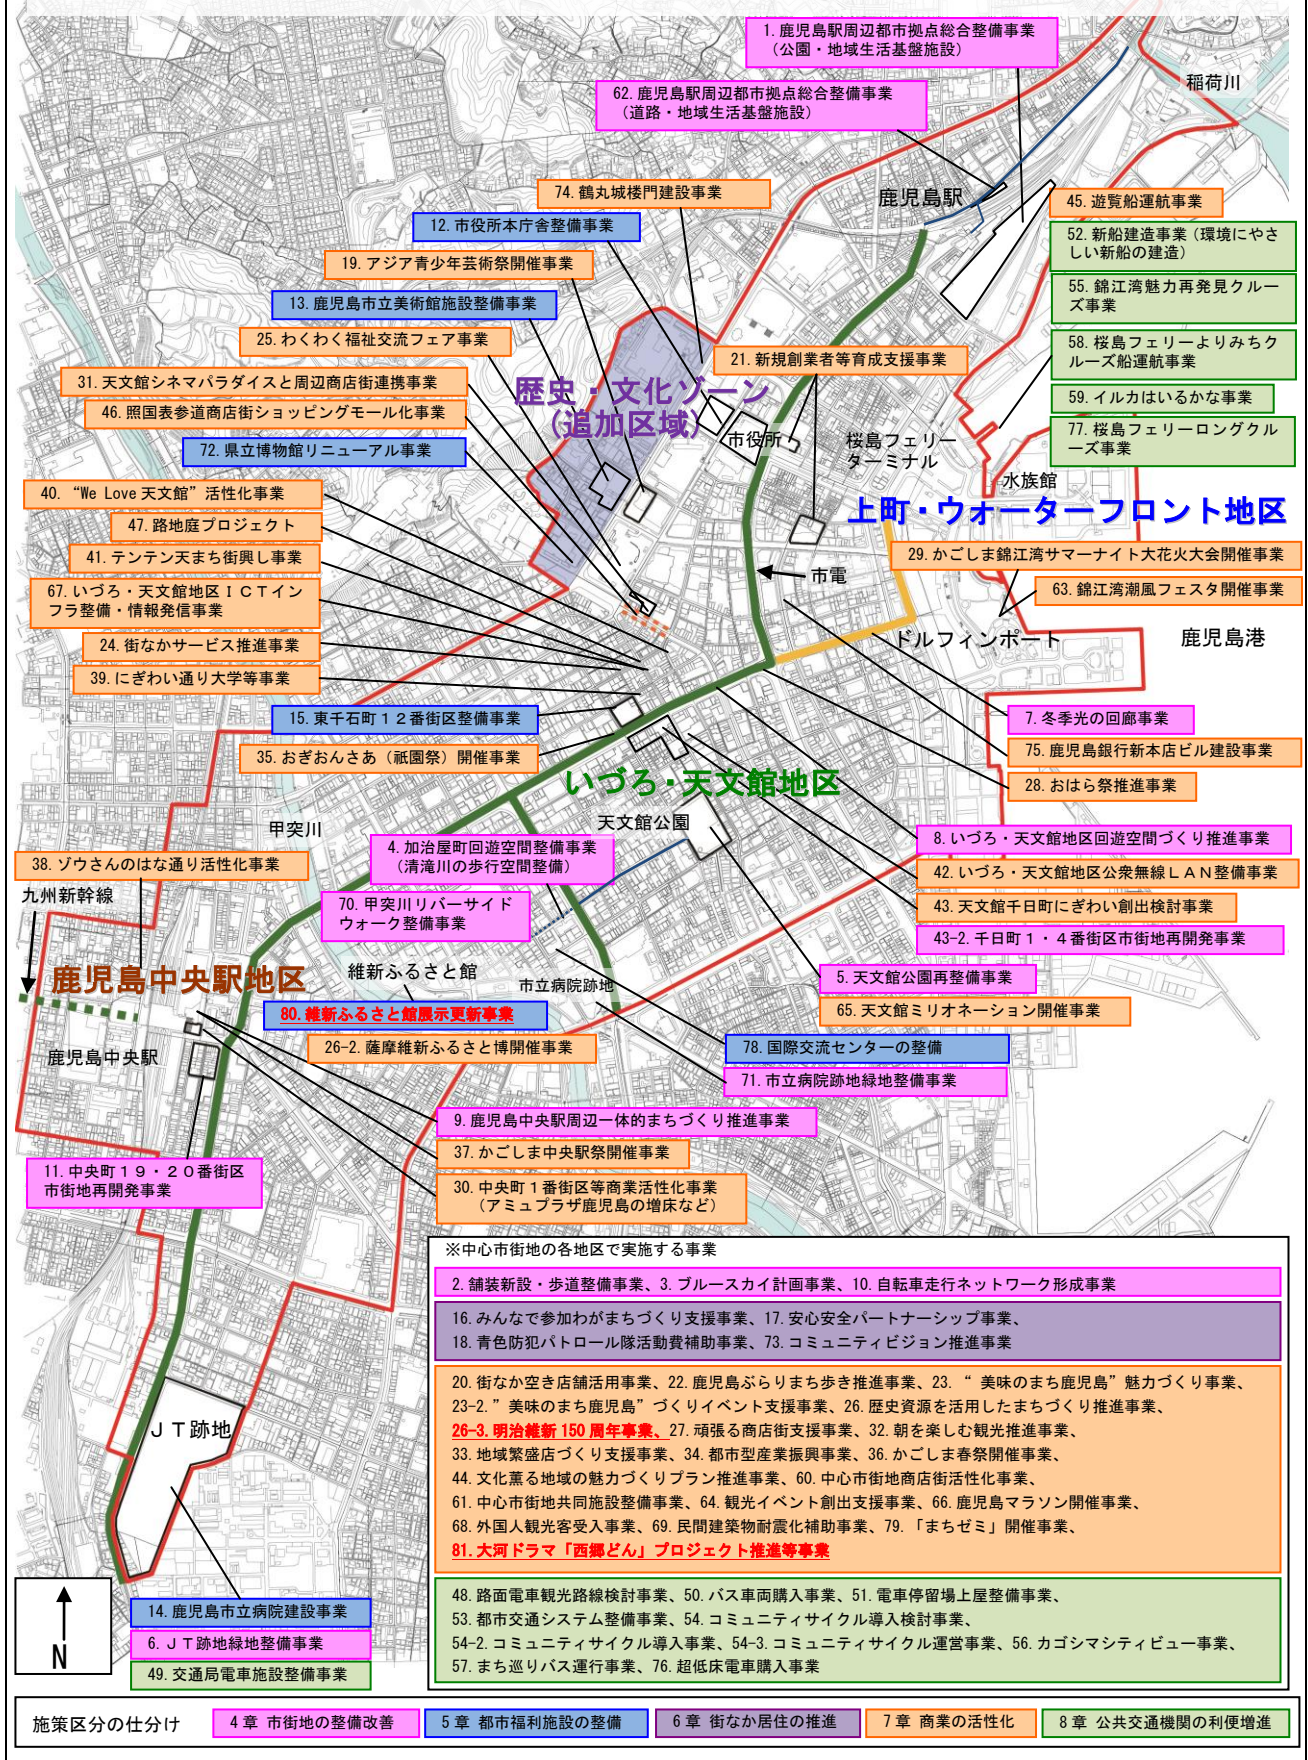 1. 鹿児島駅周辺都市拠点総合整備事業
（公園・地域生活基盤施設）
稲荷川
62. 鹿児島駅周辺都市拠点総合整備事業
（道路・地域生活基盤施設）
74. 鶴丸城楼門建設事業
鹿児島駅
45. 遊覧船運航事業
12. 市役所本庁舎整備事業
52. 新船建造事業（環境にやさ
しい新船の建造）
19. アジア青少年芸術祭開催事業
55. 錦江湾魅力再発見クルー
ズ事業
13. 鹿児島市立美術館施設整備事業
25. わくわく福祉交流フェア事業
58. 桜島フェリーよりみちク
ルーズ船運航事業
21. 新規創業者等育成支援事業
31. 天文館シネマパラダイスと周辺商店街連携事業
歴史・文化ゾーン
（追加区域）
59. イルカはいるかな事業
46. 照国表参道商店街ショッピングモール化事業
77. 桜島フェリーロングクル
ーズ事業
72. 県立博物館リニューアル事業
市役所
桜島フェリー
ターミナル
水族館
40. “We Love 天文館”活性化事業
上町・ウォーターフロント地区
47. 路地庭プロジェクト
41. テンテン天まち街興し事業
29. かごしま錦江湾サマーナイト大花火大会開催事業
市電
67. いづろ・天文館地区ＩＣＴイン
フラ整備・情報発信事業
63. 錦江湾潮風フェスタ開催事業
24. 街なかサービス推進事業
ドルフィンポート
鹿児島港
39. にぎわい通り大学等事業
15. 東千石町１２番街区整備事業
7. 冬季光の回廊事業
35. おぎおんさあ（祇園祭）開催事業
75. 鹿児島銀行新本店ビル建設事業
いづろ・天文館地区
28. おはら祭推進事業
天文館公園
甲突川
8. いづろ・天文館地区回遊空間づくり推進事業
4. 加治屋町回遊空間整備事業
（清滝川の歩行空間整備）
38. ゾウさんのはな通り活性化事業
42. いづろ・天文館地区公衆無線ＬＡＮ整備事業
九州新幹線
70. 甲突川リバーサイド
ウォーク整備事業
43. 天文館千日町にぎわい創出検討事業
43-2. 千日町１・４番街区市街地再開発事業
鹿児島中央駅地区
維新ふるさと館
市立病院跡地
5. 天文館公園再整備事業
80. 維新ふるさと館展示更新事業
65. 天文館ミリオネーション開催事業
26-2. 薩摩維新ふるさと博開催事業
78. 国際交流センターの整備
鹿児島中央駅
71. 市立病院跡地緑地整備事業
9. 鹿児島中央駅周辺一体的まちづくり推進事業
37. かごしま中央駅祭開催事業
11. 中央町１９・２０番街区
市街地再開発事業
30. 中央町１番街区等商業活性化事業
（アミュプラザ鹿児島の増床など）
※中心市街地の各地区で実施する事業
2. 舗装新設・歩道整備事業、3. ブルースカイ計画事業、10. 自転車走行ネットワーク形成事業
16. みんなで参加わがまちづくり支援事業、17. 安心安全パートナーシップ事業、
18. 青色防犯パトロール隊活動費補助事業、73. コミュニティビジョン推進事業
20. 街なか空き店舗活用事業、22. 鹿児島ぶらりまち歩き推進事業、23. “ 美味のまち鹿児島”魅力づくり事業、
23-2. ”美味のまち鹿児島”づくりイベント支援事業、26. 歴史資源を活用したまちづくり推進事業、
26-3. 明治維新 150 周年事業、27. 頑張る商店街支援事業、32. 朝を楽しむ観光推進事業、
33. 地域繁盛店づくり支援事業、34. 都市型産業振興事業、36. かごしま春祭開催事業、
44. 文化薫る地域の魅力づくりプラン推進事業、60. 中心市街地商店街活性化事業、
61. 中心市街地共同施設整備事業、64. 観光イベント創出支援事業、66. 鹿児島マラソン開催事業、
68. 外国人観光客受入事業、69. 民間建築物耐震化補助事業、79. 「まちゼミ」開催事業、
81. 大河ドラマ「西郷どん」プロジェクト推進等事業
48. 路面電車観光路線検討事業、50. バス車両購入事業、51. 電車停留場上屋整備事業、
53. 都市交通システム整備事業、54. コミュニティサイクル導入検討事業、
54-2. コミュニティサイクル導入事業、54-3. コミュニティサイクル運営事業、56. カゴシマシティビュー事業、
57. まち巡りバス運行事業、76. 超低床電車購入事業
ＪＴ跡地
N
14. 鹿児島市立病院建設事業
6. ＪＴ跡地緑地整備事業
49. 交通局電車施設整備事業
施策区分の仕分け
4 章 市街地の整備改善
5 章 都市福利施設の整備
6 章 街なか居住の推進
7 章 商業の活性化
8 章 公共交通機関の利便増進